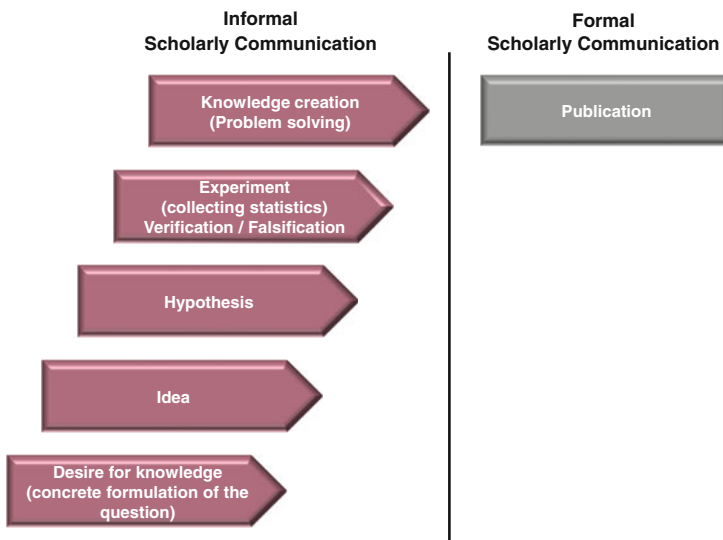 Informal
Scholarly Communication
Formal
Scholarly Communication
Knowledge creation
(Problem solving)
Publication
Experiment
(collecting statistics)
Verification / Falsification
Hypothesis
Idea
Desire for knowledge
(concrete formulation of the
question)